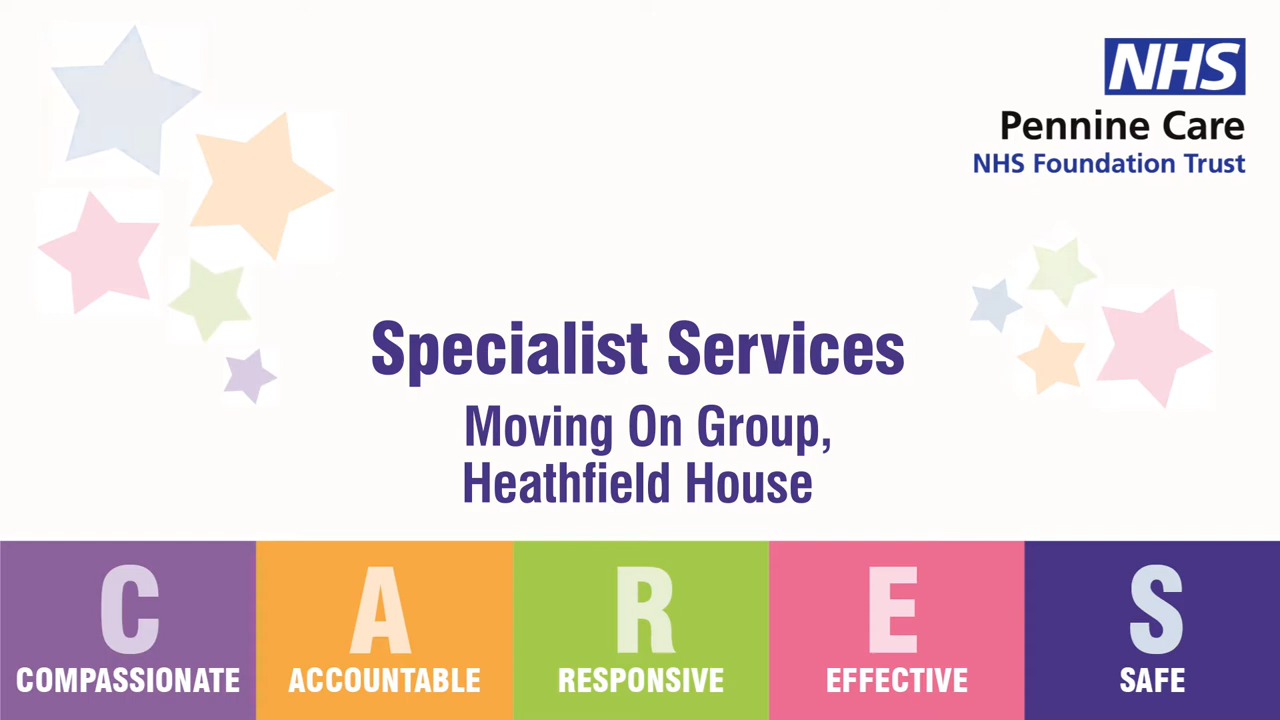 NHS
Pennine Care
NHS Foundation Trust
Specialist Services
Moving On Group,
Heathfield House
C A R E S
COMPASSIONATE ACCOUNTABLE RESPONSIVE EFFECTIVE SAFE